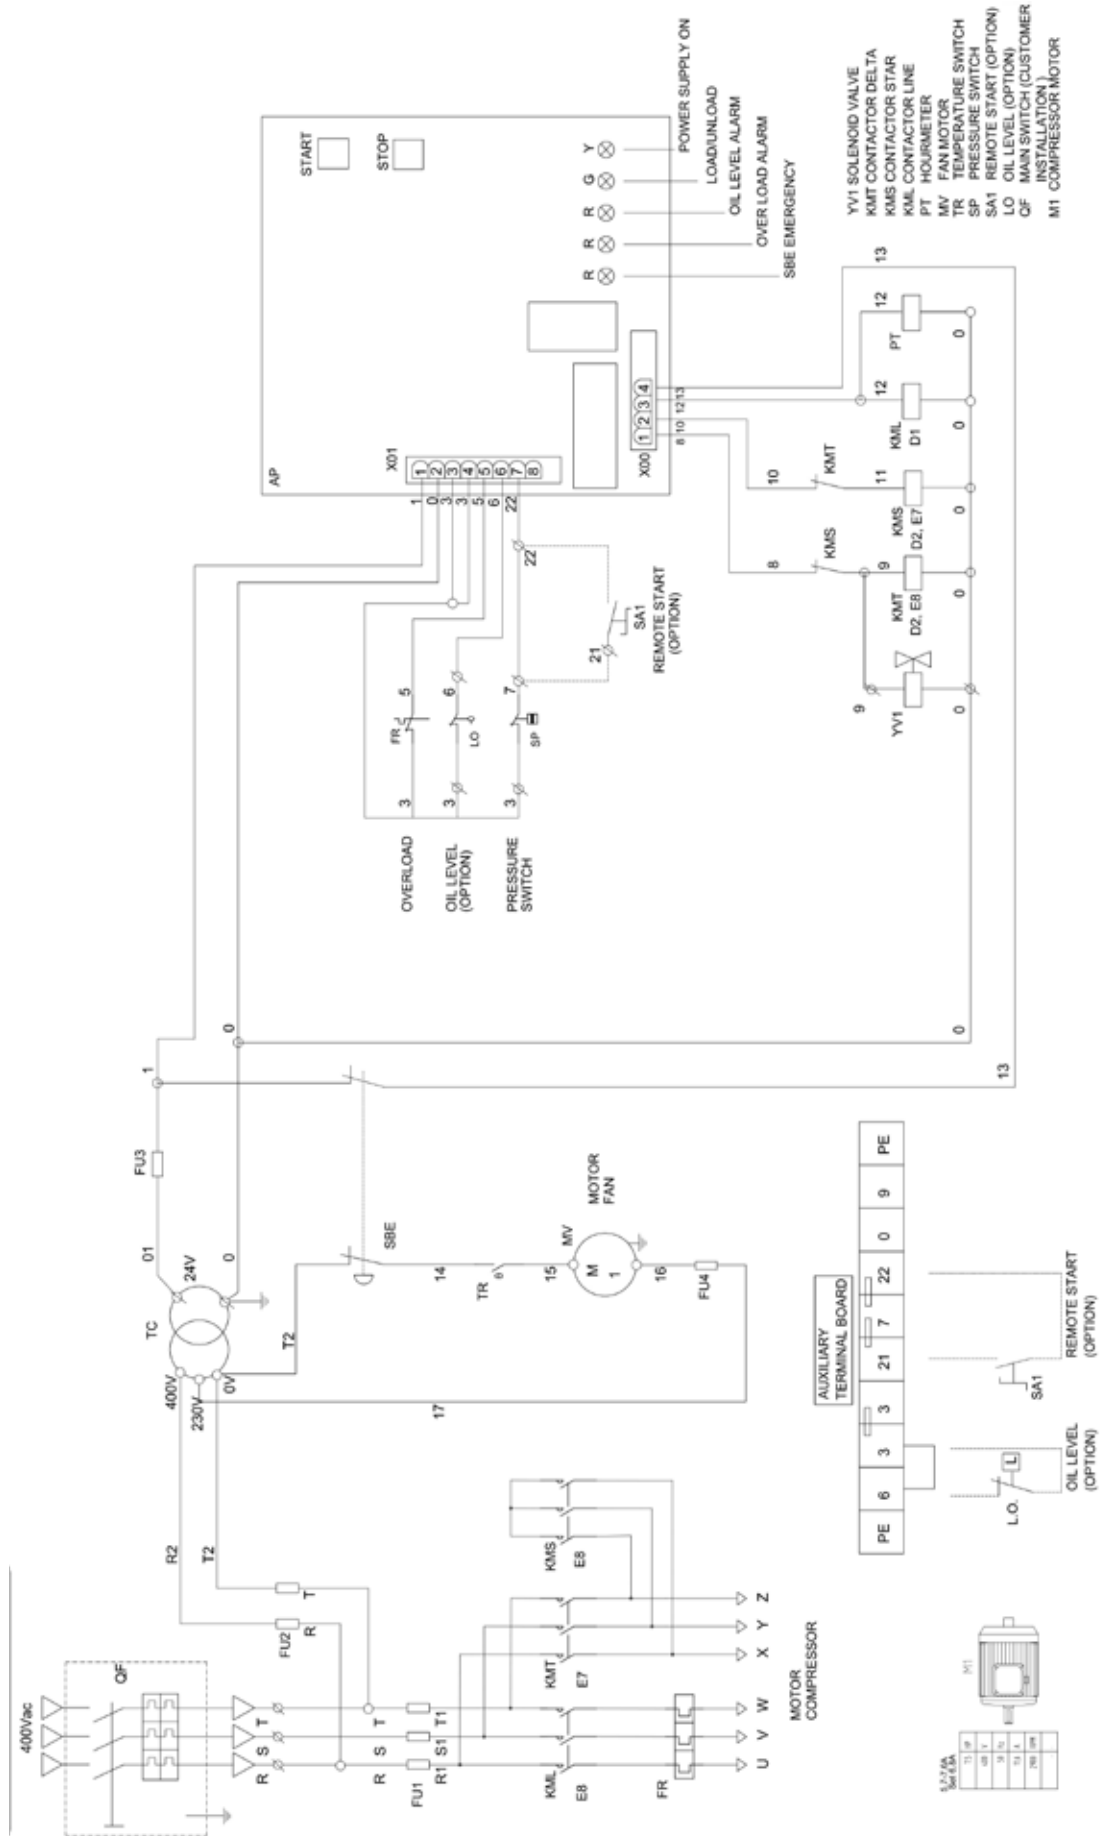 400Vac
QF
R
S
T
R
S
T
FU1
R1
S1
T1
FU2
R
T
R2
T2
KML
E8
KMT
E7
KMS
E8
FR
U
V
W
X
Y
Z
MOTOR
COMPRESSOR
TC
400V
230V
0V
24V
01
0
FU3
1
0
T2
17
SBE
14
TR
θ
15
MV
M
1
MOTOR
FAN
16
FU4
13
0
OVERLOAD
OIL LEVEL
(OPTION)
PRESSURE
SWITCH
3
3
3
FR
5
LO
6
SP
7
21
SA1
REMOTE START
(OPTION)
22
1
0
3
3
5
6
22
X01
1
2
3
4
5
6
7
8
AP
START
STOP
R
R
R
G
Y
POWER SUPPLY ON
LOAD/UNLOAD
OIL LEVEL ALARM
OVER LOAD ALARM
SBE EMERGENCY
X00
1
2
3
4
8
10
12
13
8
KMS
9
KMT
D2, E8
0
9
YV1
0
10
KMT
11
KMS
D2, E7
0
12
KML
D1
0
12
PT
0
13
YV1 SOLENOID VALVE
KMT CONTACTOR DELTA
KMS CONTACTOR STAR
KML CONTACTOR LINE
PT HOURMETER
MV FAN MOTOR
TR TEMPERATURE SWITCH
SP PRESSURE SWITCH
SA1 REMOTE START (OPTION)
LO OIL LEVEL (OPTION)
QF MAIN SWITCH (CUSTOMER
INSTALLATION )
M1 COMPRESSOR MOTOR
AUXILIARY
TERMINAL BOARD
PE
6
3
3
21
7
22
0
9
PE
L
L.O.
OIL LEVEL
(OPTION)
SA1
REMOTE START
(OPTION)
M1